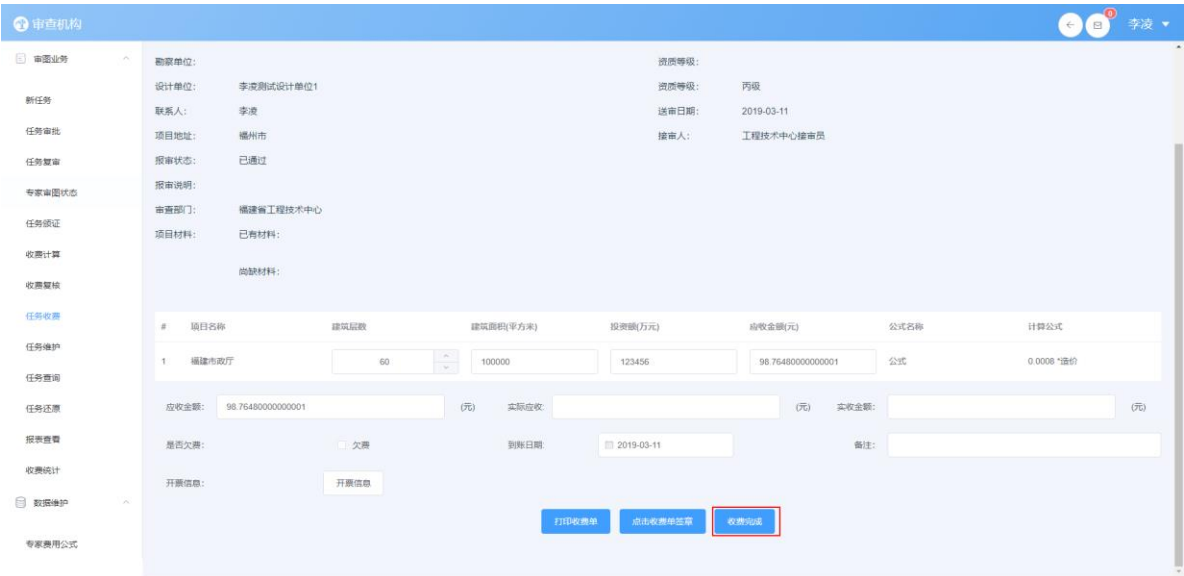 审查机构
0
李凌
审图业务
新任务
任务审批
任务复审
专家审图状态
任务领证
收费计算
收费复核
任务收费
任务维护
任务查询
任务还原
报表查看
收费统计
数据维护
专家费用公式
勘察单位: 资质等级:
设计单位: 李凌测试设计单位1 资质等级: 丙级
联系人: 李凌 送审日期: 2019-03-11
项目地址: 福州市 接审人: 工程技术中心接审员
报审状态: 已通过
报审说明:
审查部门: 福建省工程技术中心
项目材料: 已有材料:
尚缺材料:
# 项目名称 建筑层数 建筑面积(平方米) 投资额(万元) 应收金额(元) 公式名称 计算公式
1 福建市政厅 60 100000 123456 98.76480000000001 公式 0.0008 *造价
应收金额: 98.76480000000001 (元) 实际应收: (元) 实收金额: (元)
是否欠费: 欠费 到账日期: 2019-03-11 备注:
开票信息: 开票信息
打印收费单 点击收费单签章 收费完成